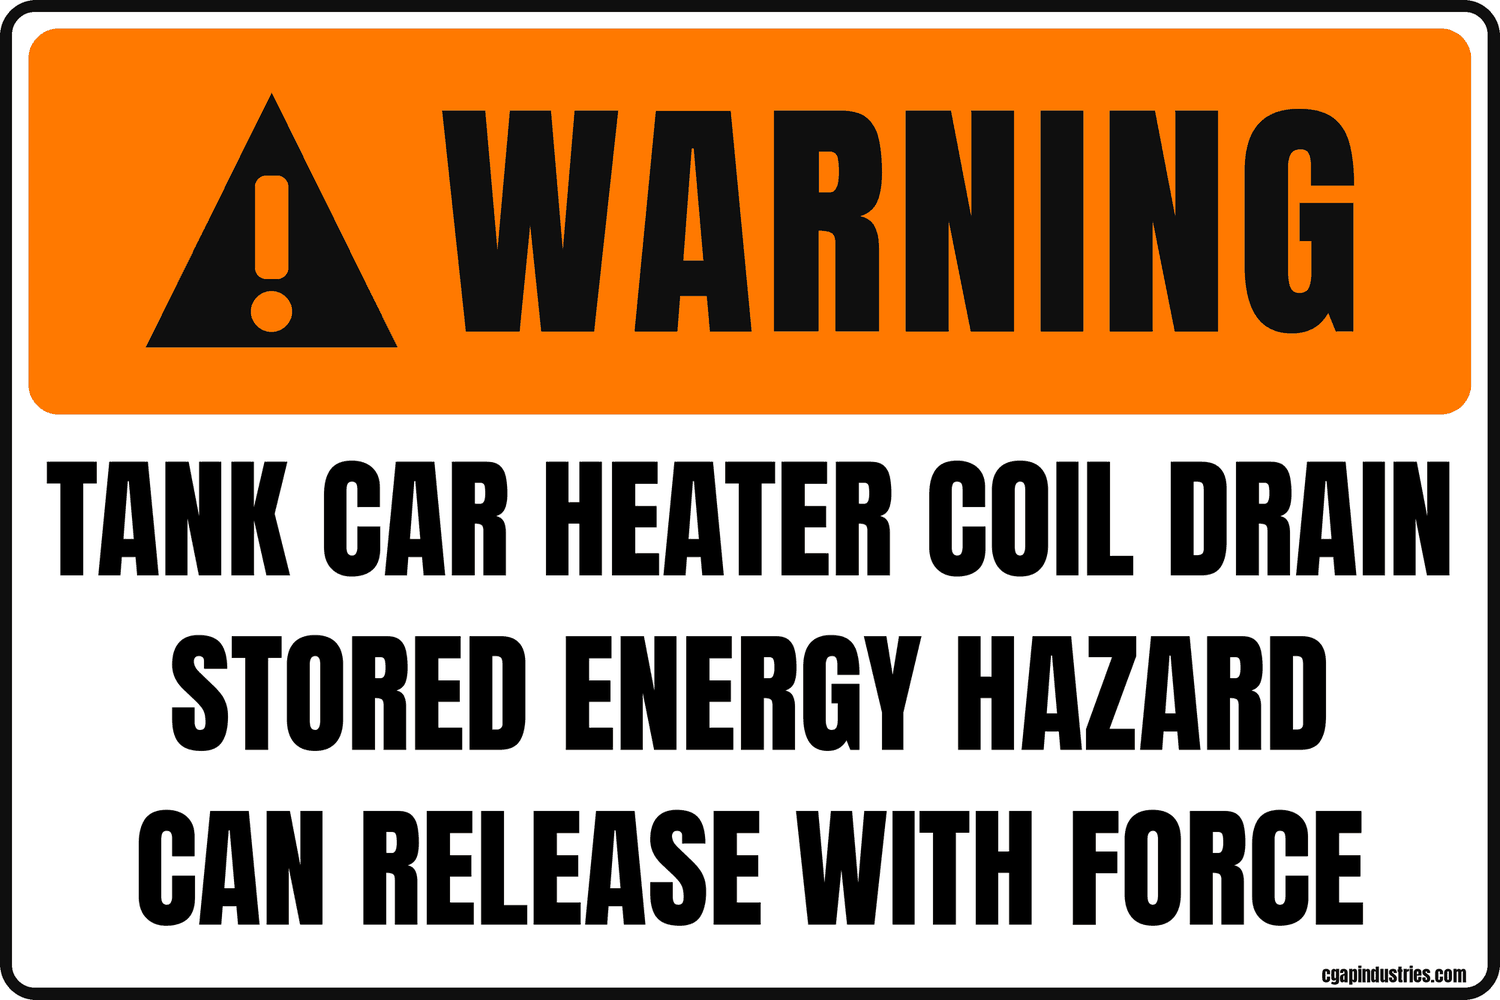 WARNING
TANK CAR HEATER COIL DRAIN
STORED ENERGY HAZARD
CAN RELEASE WITH FORCE
cgapindustries.com